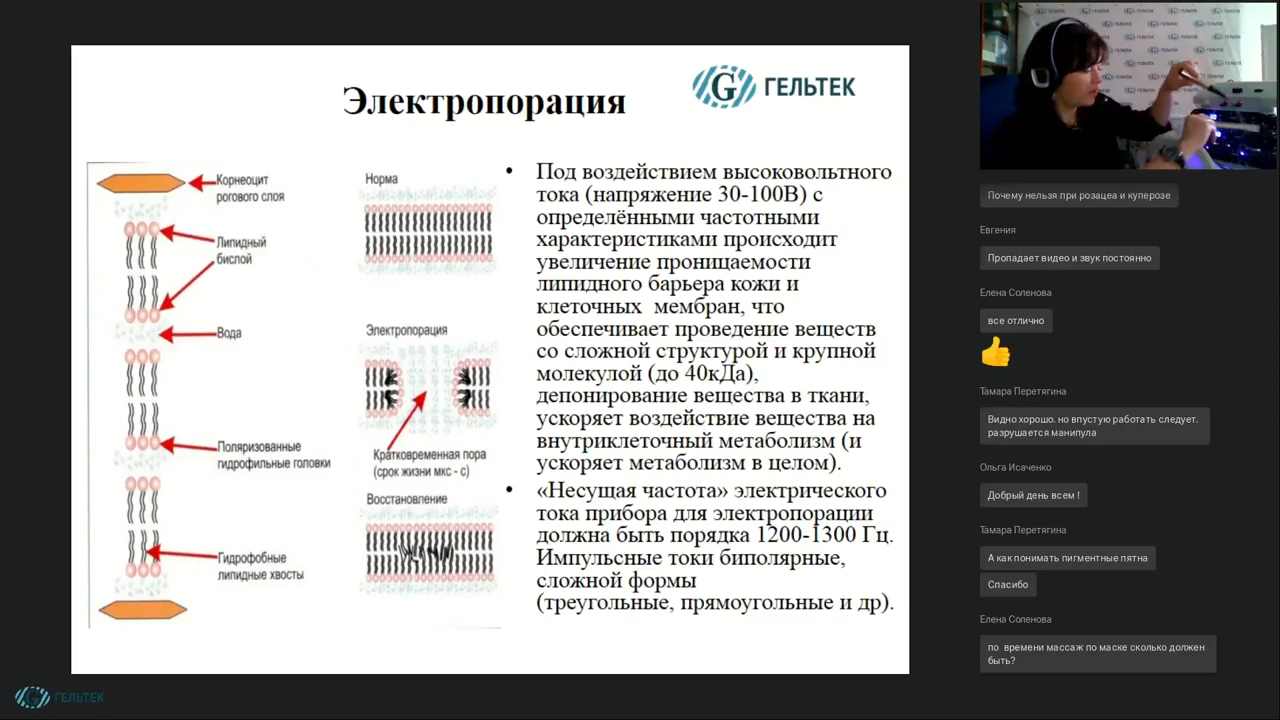 Электропорация
ГЕЛЬТЕК
Корнеоцит
рогового слоя
Липидный
бислой
Вода
Поляризованные
гидрофильные головки
Гидрофобные
липидные хвосты
Норма
Электропорация
Кратковременная пора
(срок жизни мкс - с)
Восстановление
• Под воздействием высоковольтного
тока (напряжение 30-100В) с
определёнными частотными
характеристиками происходит
увеличение проницаемости
липидного барьера кожи и
клеточных мембран, что
обеспечивает проведение веществ
со сложной структурой и крупной
молекулой (до 40кДа),
депонирование вещества в ткани,
ускоряет воздействие вещества на
внутриклеточный метаболизм (и
ускоряет метаболизм в целом).
• «Несущая частота» электрического
тока прибора для электропорации
должна быть порядка 1200-1300 Гц.
Импульсные токи биполярные,
сложной формы
(треугольные, прямоугольные и др).
ГЕЛЬТЕК
Почему нельзя при розацеа и куперозе
Евгения
Пропадает видео и звук постоянно
Елена Соленова
все отлично
Тамара Перетягина
Видно хорошо. но впустую работать следует.
разрушается манипула
Ольга Исаченко
Добрый день всем !
Тамара Перетягина
А как понимать пигментные пятна
Спасибо
Елена Соленова
по времени массаж по маске сколько должен
быть?